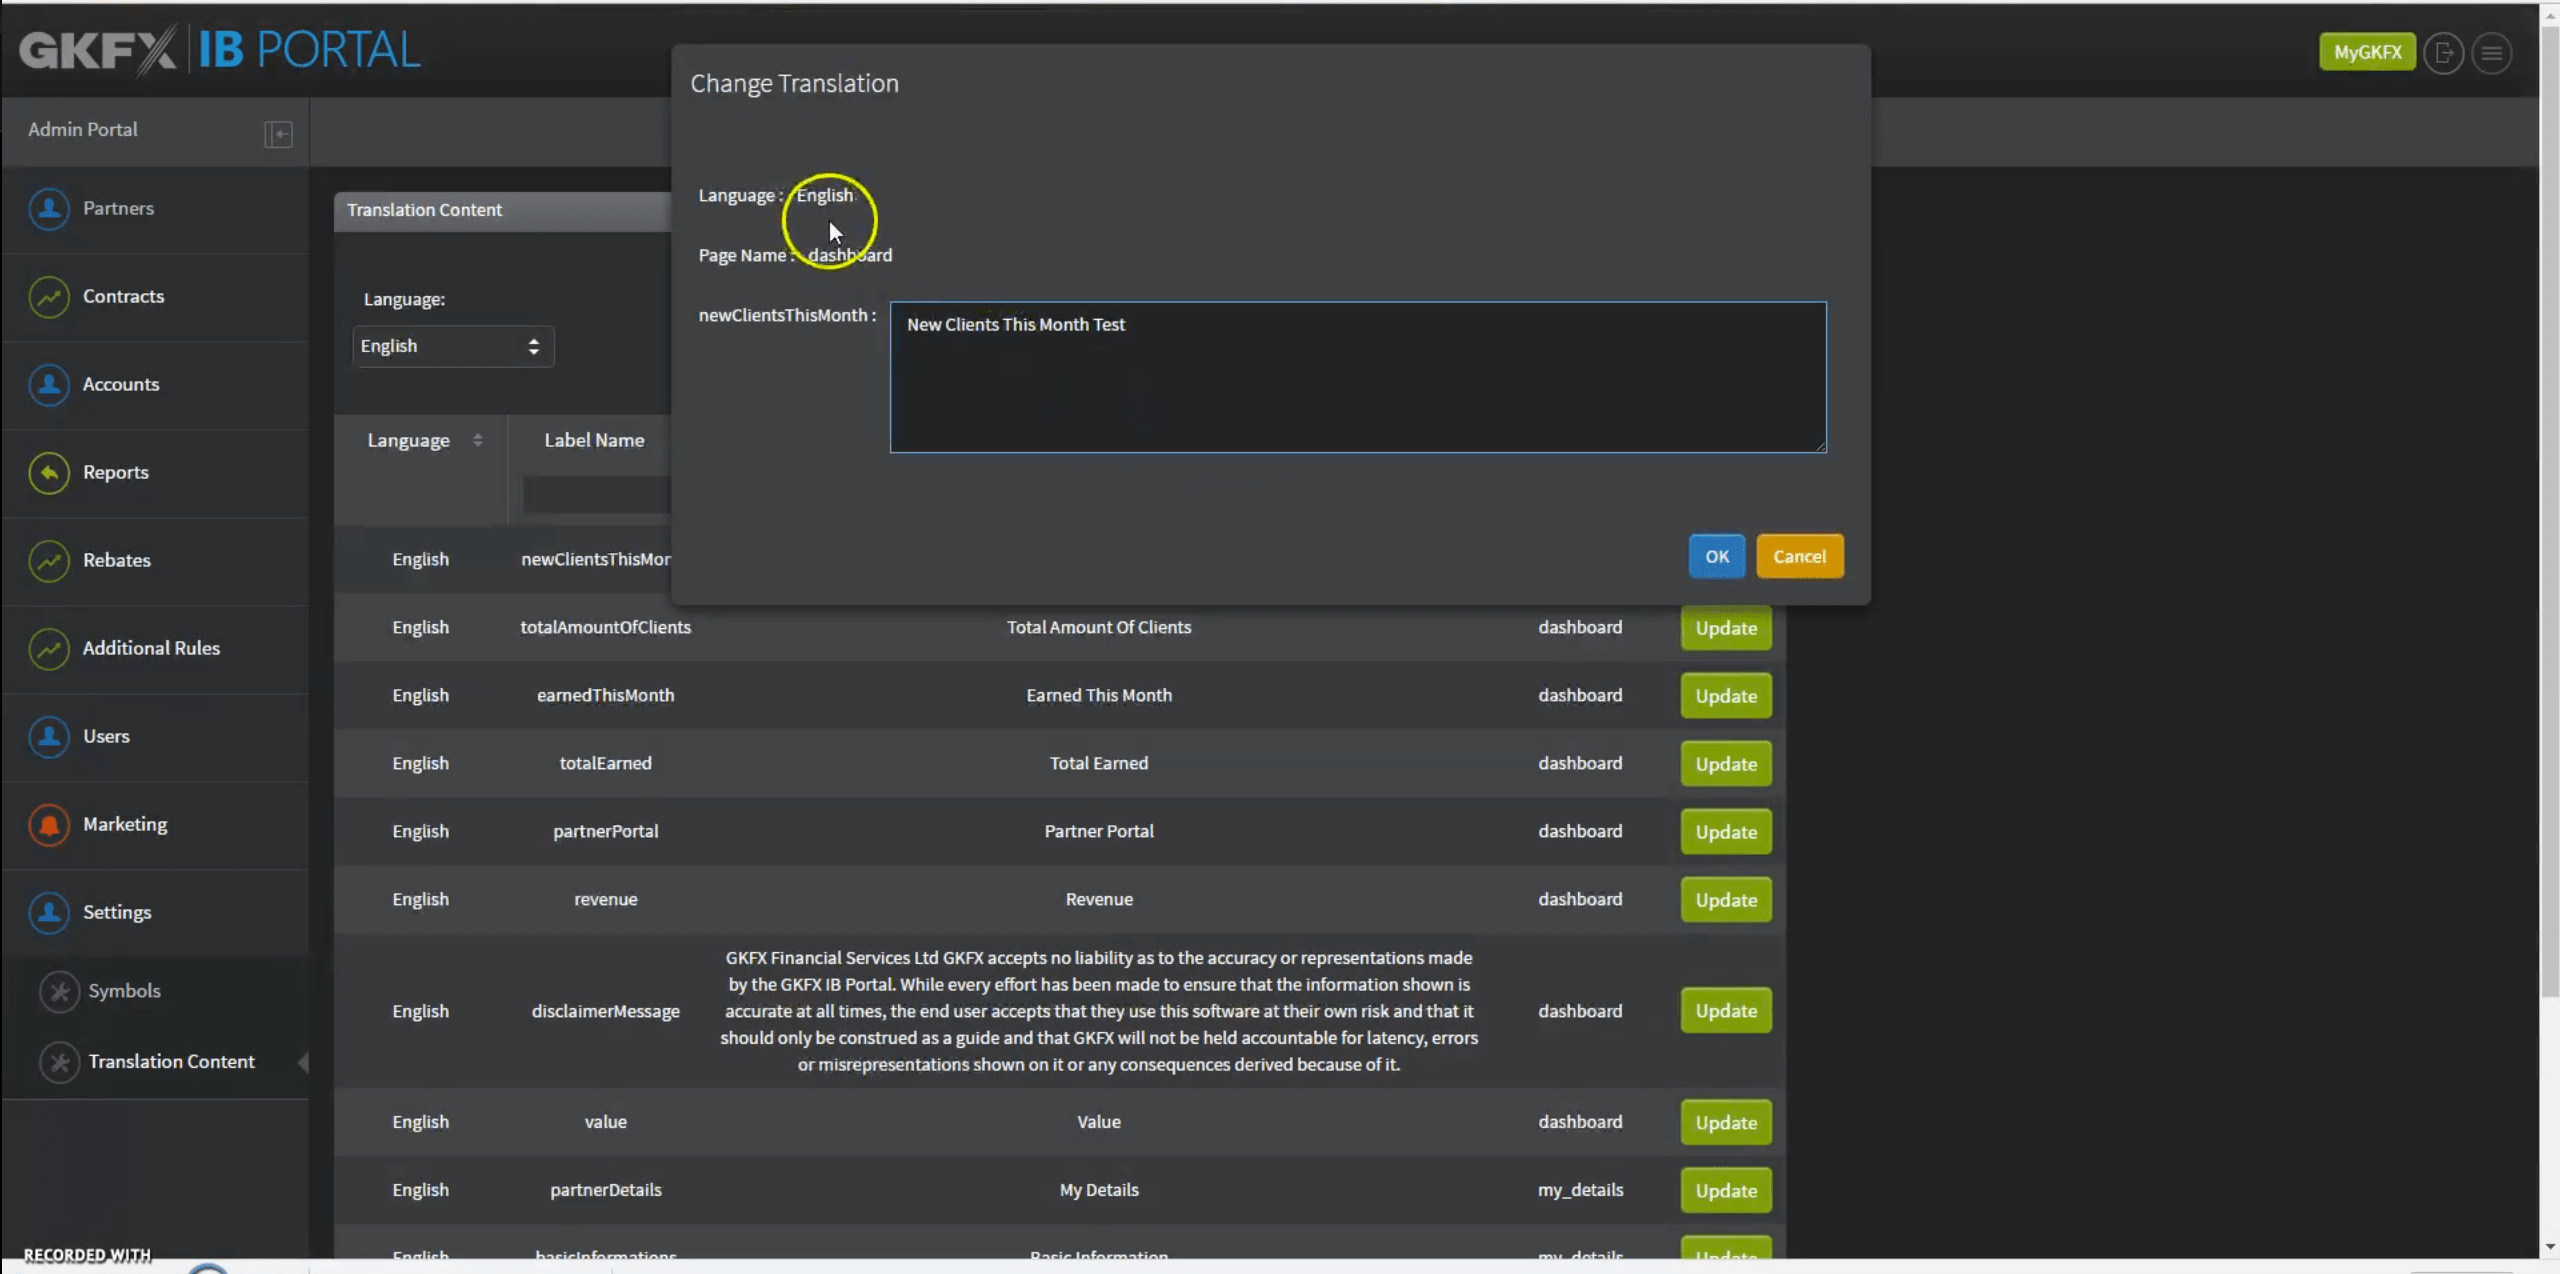 GKFX IB PORTAL
MyGKFX
Admin Portal
Partners
Contracts
Accounts
Reports
Rebates
Additional Rules
Users
Marketing
Settings
Symbols
Translation Content
RECORDED WITH
Translation Content
Language:
English
Change Translation
Language : English
Page Name : dashboard
newClientsThisMonth : New Clients This Month Test
OK Cancel
Language Label Name
English newClientsThisMon
English totalAmountOfClients Total Amount Of Clients dashboard Update
English earnedThisMonth Earned This Month dashboard Update
English totalEarned Total Earned dashboard Update
English partnerPortal Partner Portal dashboard Update
English revenue Revenue dashboard Update
GKFX Financial Services Ltd GKFX accepts no liability as to the accuracy or representations made
by the GKFX IB Portal. While every effort has been made to ensure that the information shown is
English disclaimerMessage accurate at all times, the end user accepts that they use this software at their own risk and that it dashboard Update
should only be construed as a guide and that GKFX will not be held accountable for latency, errors
or misrepresentations shown on it or any consequences derived because of it.
English value Value dashboard Update
English partnerDetails My Details my_details Update
English basicInformations Basic Information my_details Update